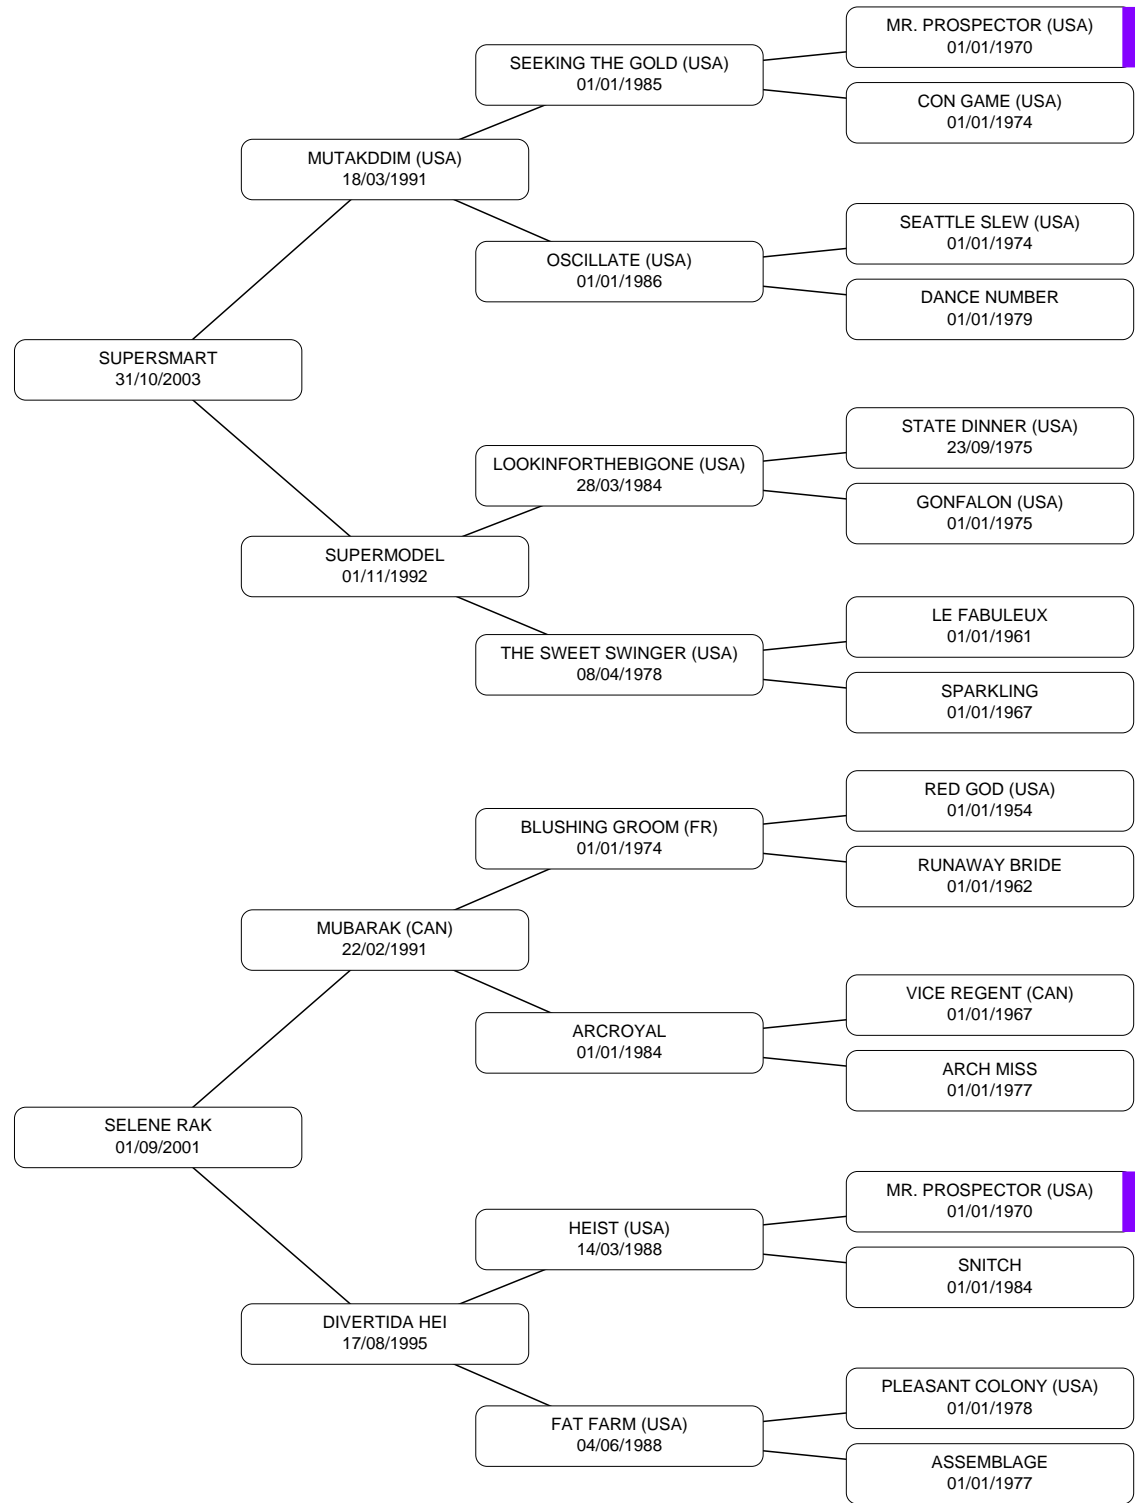 MR. PROSPECTOR (USA)
01/01/1970
SEEKING THE GOLD (USA)
01/01/1985
CON GAME (USA)
01/01/1974
MUTAKDDIM (USA)
18/03/1991
SEATTLE SLEW (USA)
01/01/1974
OSCILLATE (USA)
01/01/1986
DANCE NUMBER
01/01/1979
SUPERSMART
31/10/2003
STATE DINNER (USA)
23/09/1975
LOOKINFORTHEBIGONE (USA)
28/03/1984
GONFALON (USA)
01/01/1975
SUPERMODEL
01/11/1992
LE FABULEUX
01/01/1961
THE SWEET SWINGER (USA)
08/04/1978
SPARKLING
01/01/1967
RED GOD (USA)
01/01/1954
BLUSHING GROOM (FR)
01/01/1974
RUNAWAY BRIDE
01/01/1962
MUBARAK (CAN)
22/02/1991
VICE REGENT (CAN)
01/01/1967
ARCROYAL
01/01/1984
ARCH MISS
01/01/1977
SELENE RAK
01/09/2001
MR. PROSPECTOR (USA)
01/01/1970
HEIST (USA)
14/03/1988
SNITCH
01/01/1984
DIVERTIDA HEI
17/08/1995
PLEASANT COLONY (USA)
01/01/1978
FAT FARM (USA)
04/06/1988
ASSEMBLAGE
01/01/1977